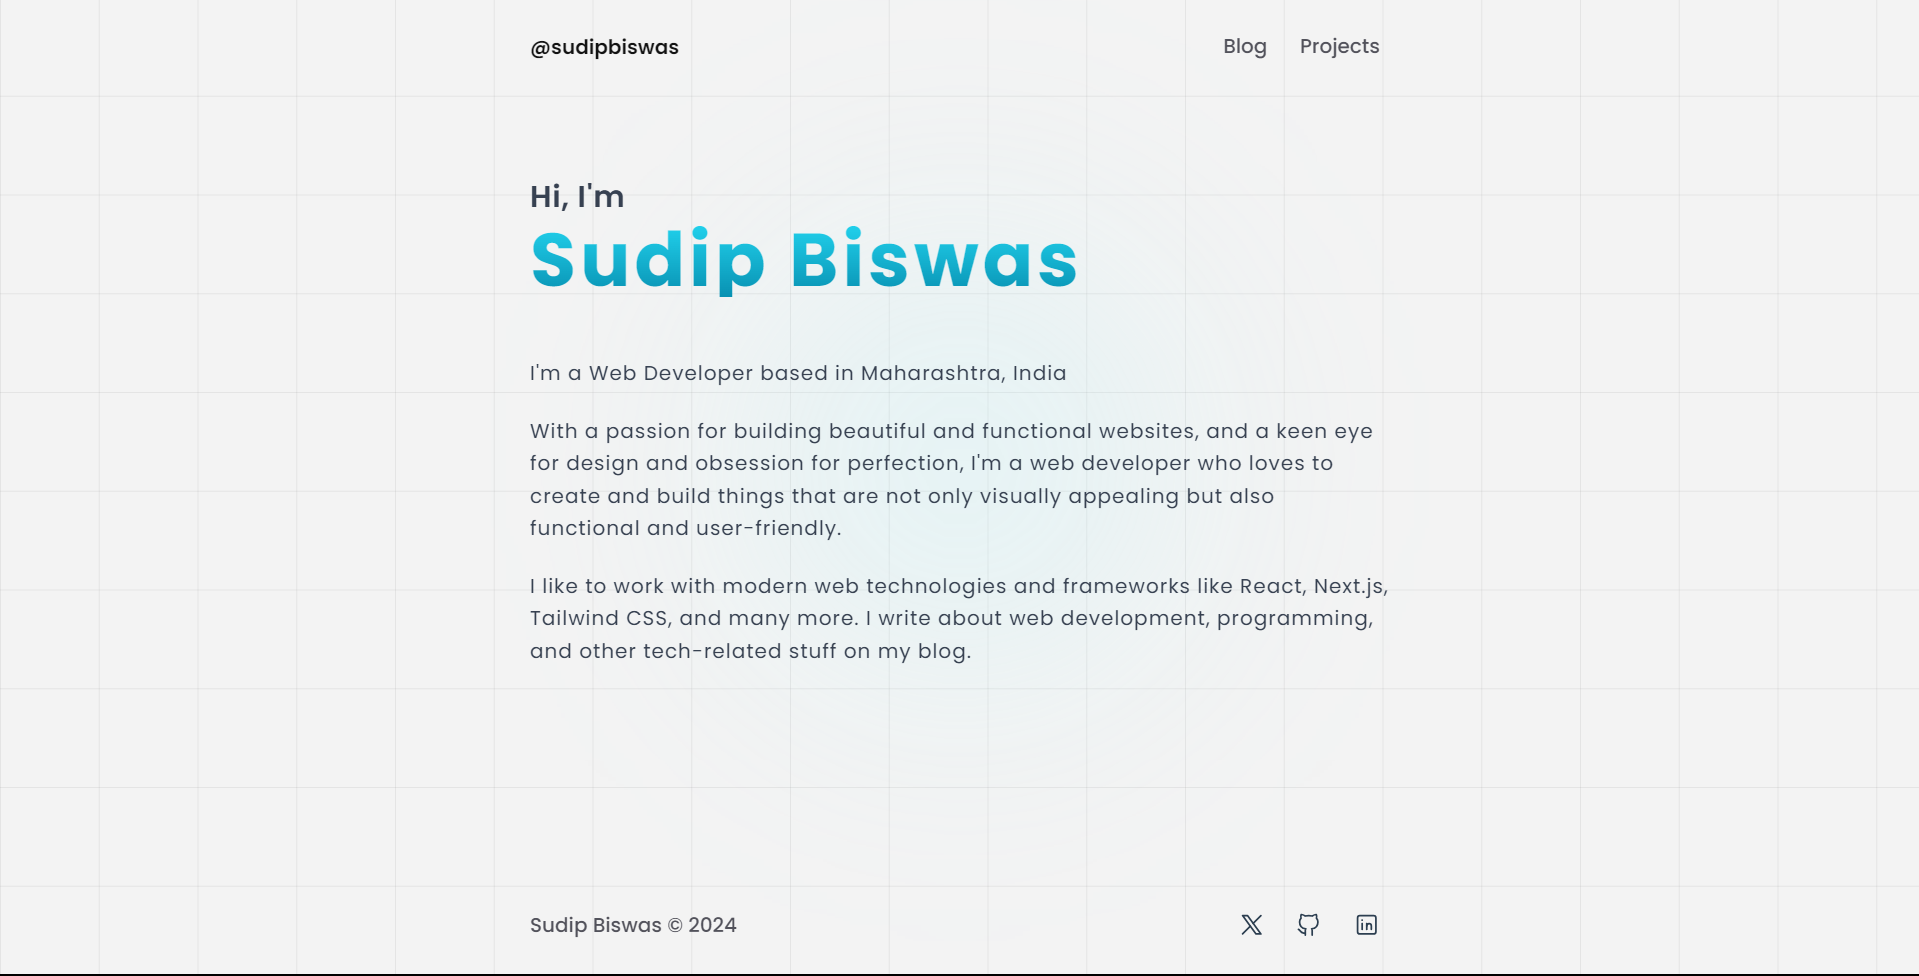 @sudipbiswas
Blog
Projects
Hi, I'm
Sudip Biswas
I'm a Web Developer based in Maharashtra, India
With a passion for building beautiful and functional websites, and a keen eye
for design and obsession for perfection, I'm a web developer who loves to
create and build things that are not only visually appealing but also
functional and user-friendly.
I like to work with modern web technologies and frameworks like React, Next.js,
Tailwind CSS, and many more. I write about web development, programming,
and other tech-related stuff on my blog.
Sudip Biswas © 2024